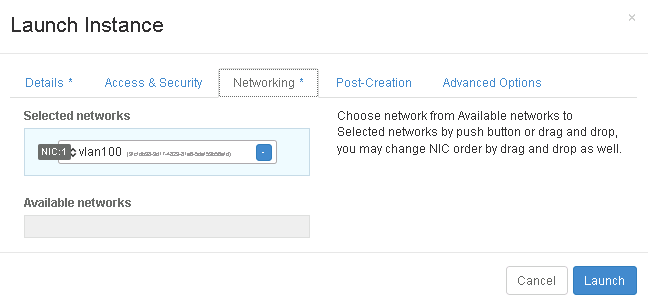 Launch Instance
×
Details *
Access & Security
Networking *
Post-Creation
Advanced Options
Selected networks
NIC:1
vlan100
-
Choose network from Available networks to
Selected networks by push button or drag and drop,
you may change NIC order by drag and drop as well.
Available networks
Cancel
Launch